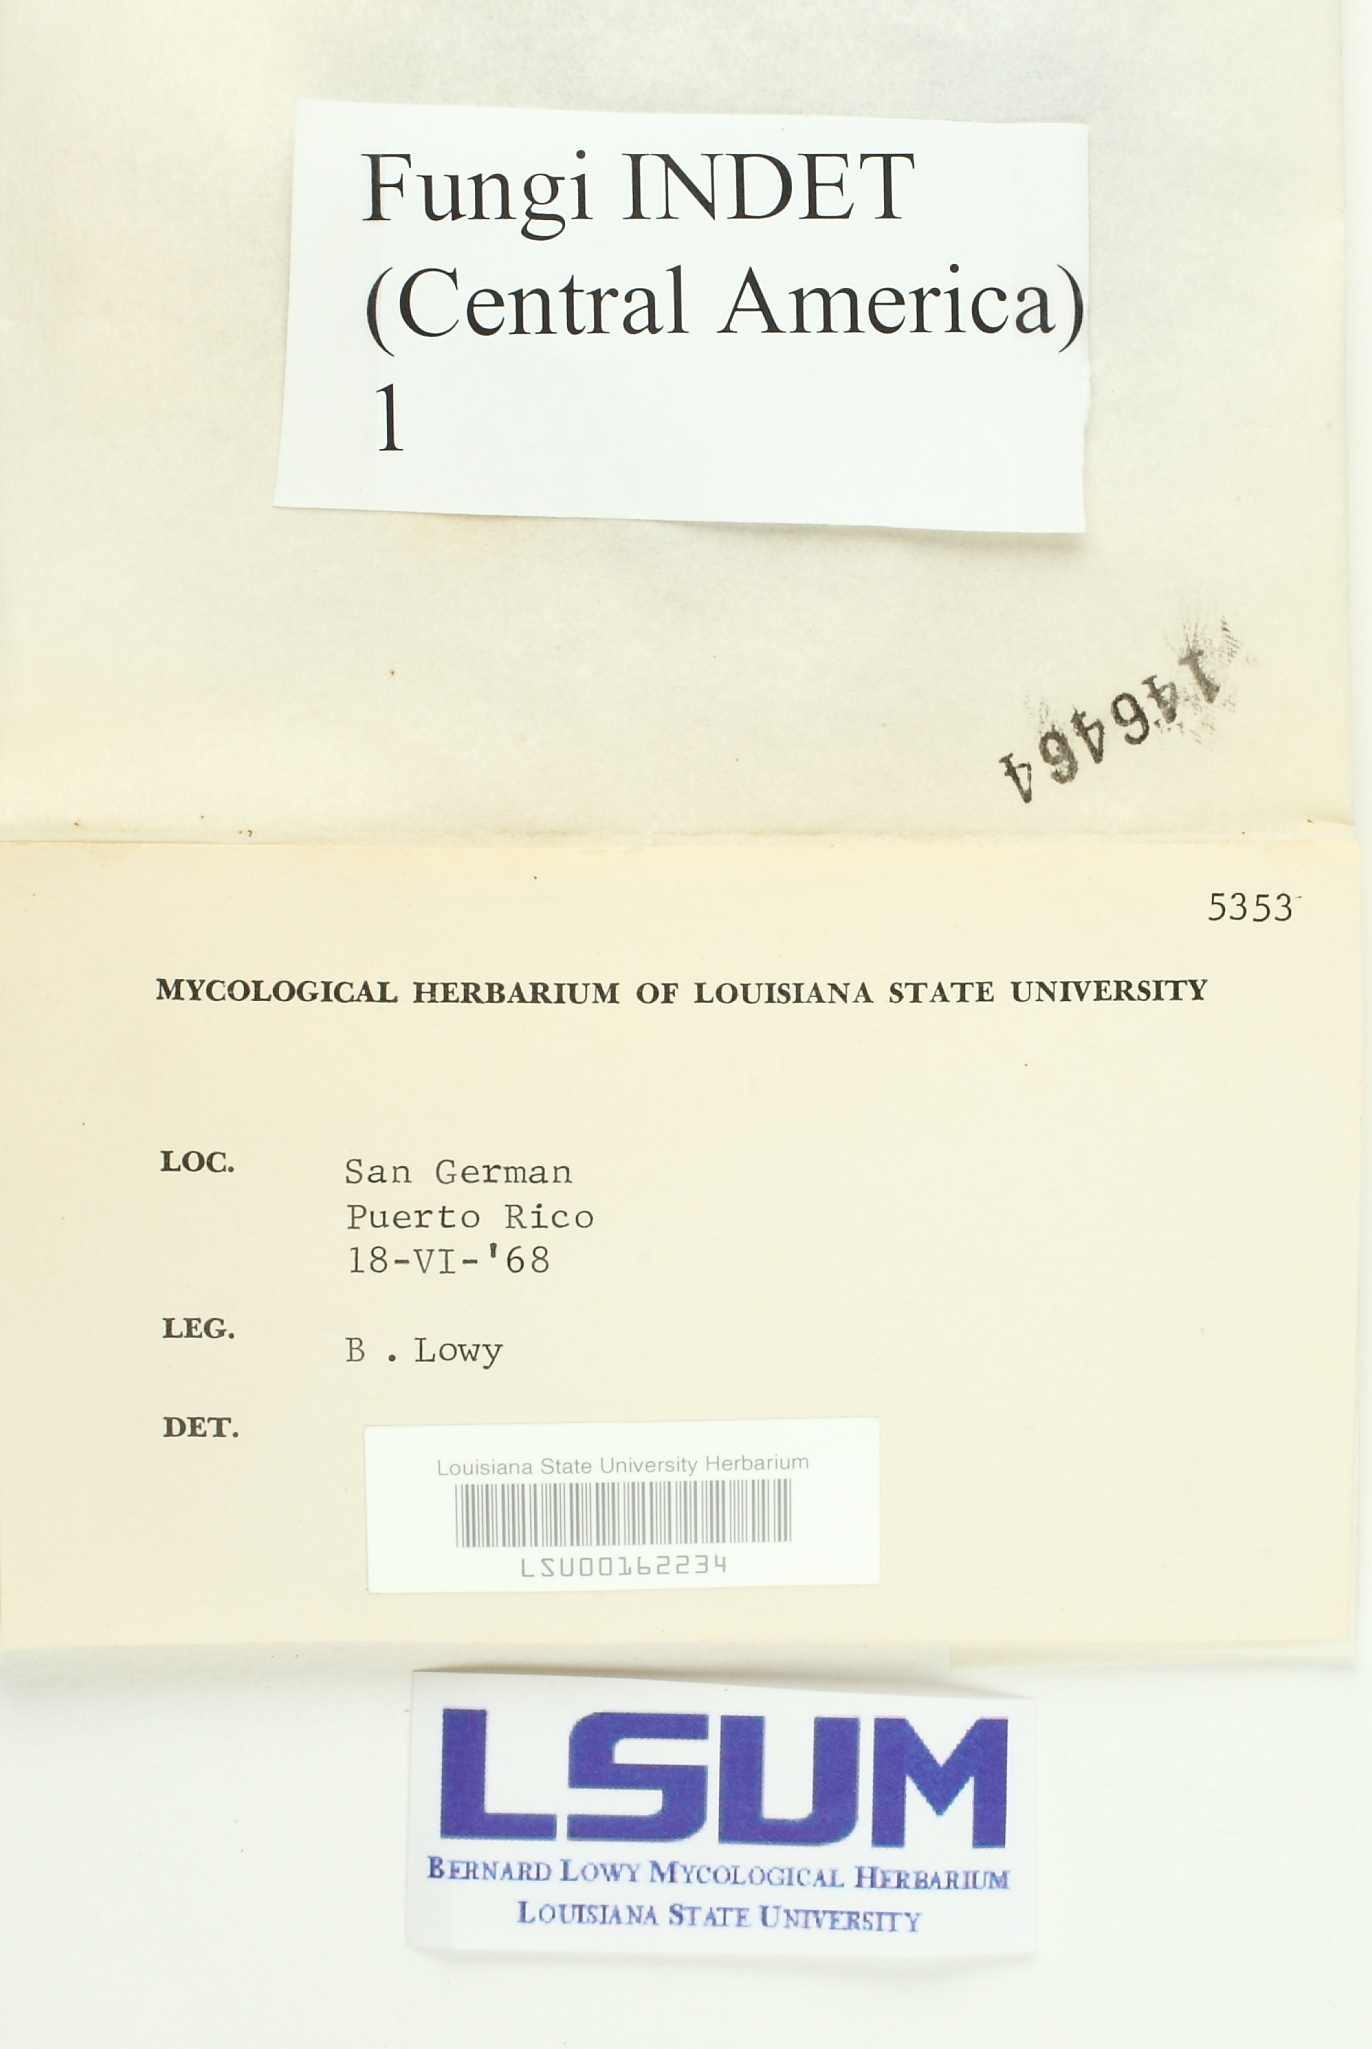 Fungi INDET
(Central America)
1
146464
5353
MYCOLOGICAL HERBARIUM OF LOUISIANA STATE UNIVERSITY
LOC. San German
Puerto Rico
18-VI-'68
LEG. B . Lowy
DET.
Louisiana State University Herbarium
LSU00162234
LSUM
BERNARD LOWY MYCOLOGICAL HERBARIUM
LOUISIANA STATE UNIVERSITY